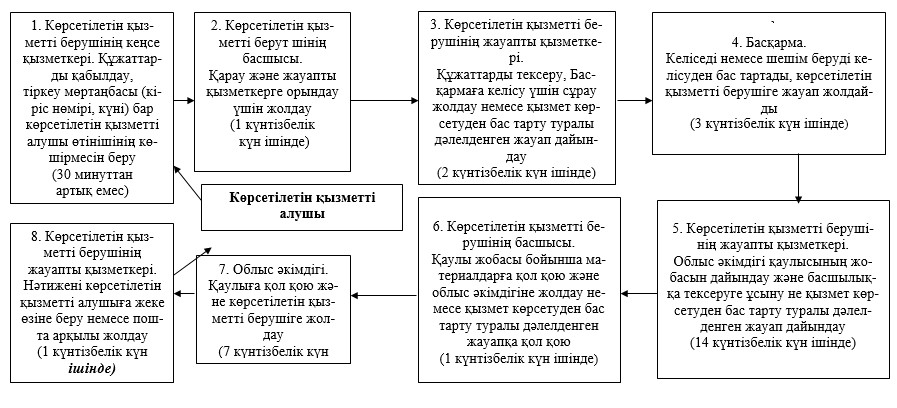 1. Көрсетілетін қыз-
метті берушінің кеңсе
қызметкері. Құжаттар-
ды қабылдау,
тіркеу мөртаңбасы (кі-
ріс нөмірі, күні) бар
көрсетілетін қызметті
алушы өтінішінің кө-
шірмесін беру
(30 минуттан
артық емес)
2. Көрсетілетін қыз-
метті берут шінің
басшысы.
Қарау және жауапты
қызметкерге орындау
үшін жолдау
(1 күнтізбелік
күн ішінде)
3. Көрсетілетін қызметті бе-
рушінің жауапты қызметке-
рі.
Құжаттарды тексеру, Бас-
қармаға келісу үшін сұрау
жолдау немесе қызмет көр-
сетуден бас тарту туралы
дәлелденген жауап дайын-
дау
(2 күнтізбелік күн ішінде)
`
4. Басқарма.
Келіседі немесе шешім беруді ке-
лісуден бас тартады, көрсетілетін
қызметті берушіге жауап жолдай-
ды
(3 күнтізбелік күн ішінде)
Көрсетілетін қызметті
алушы
8. Көрсетілетін қыз-
метті берушінің
жауапты қызметкері.
Нәтижені көрсетілетін
қызметті алушыға жеке
өзіне беру немесе пош-
та арқылы жолдау
(1 күнтізбелік күн
ішінде)
7. Облыс әкімдігі.
Қаулыға қол қою жә-
не көрсетілетін қыз-
метті берушіге жол-
дау
(7 күнтізбелік күн
6. Көрсетілетін қызметті бе-
рушінің басшысы.
Қаулы жобасы бойынша ма-
териалдарға қол қою және
облыс әкімдігіне жолдау не-
месе қызмет көрсетуден бас
тарту туралы дәлелденген
жауапқа қол қою
(1 күнтізбелік күн ішінде)
5. Көрсетілетін қызметті беруші-
нің жауапты қызметкері.
Облыс әкімдігі қаулысының жо-
басын дайындау және басшылық-
қа тексеруге ұсыну не қызмет көр-
сетуден бас тарту туралы дәлел-
денген жауап дайындау
(14 күнтізбелік күн ішінде)